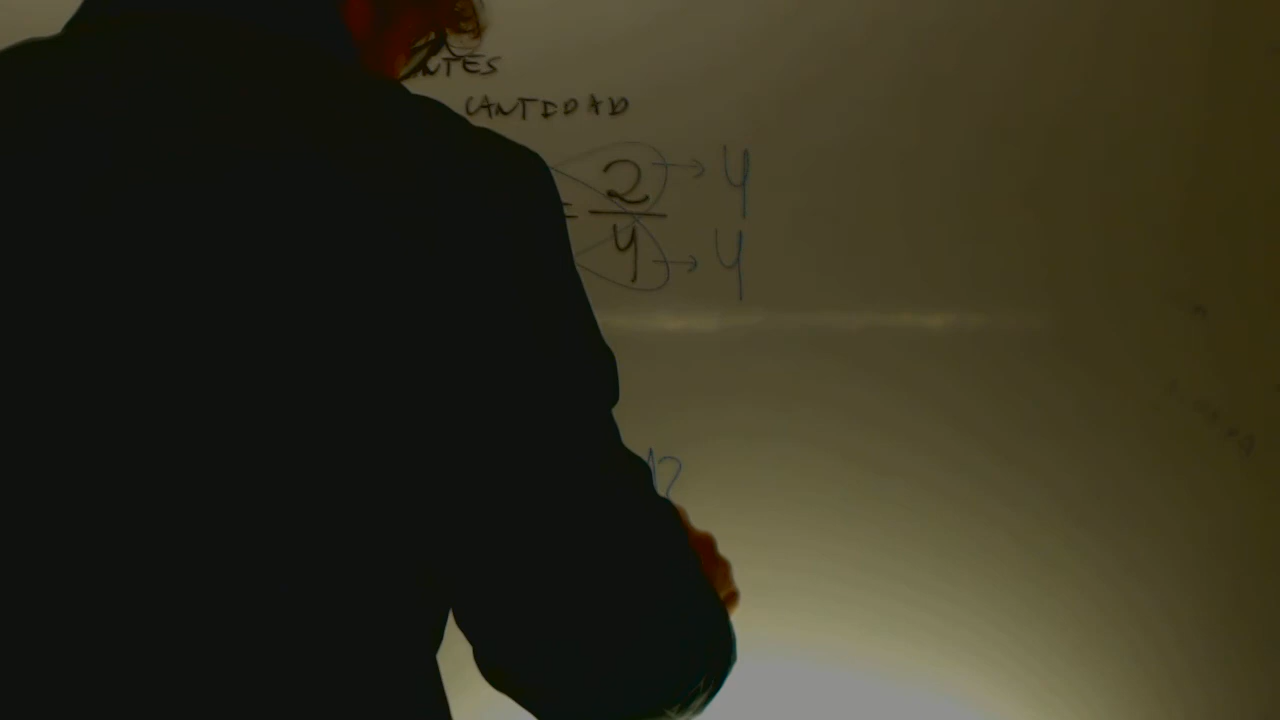 NTES
CANTIDAD
= 2/4
→ 4
→ 4